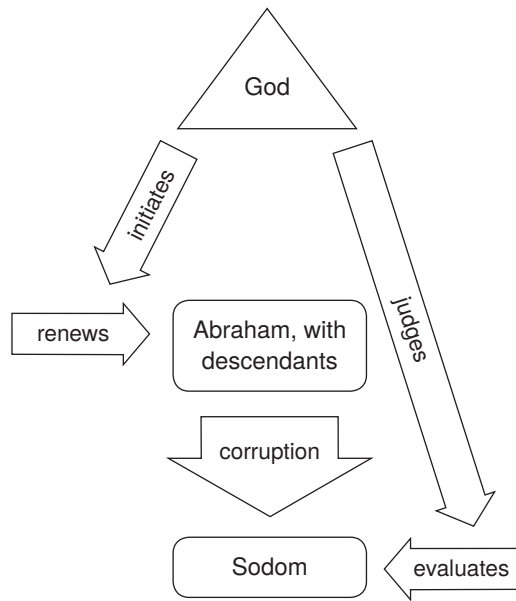 God
initiates
judges
renews
Abraham, with
descendants
corruption
Sodom
evaluates